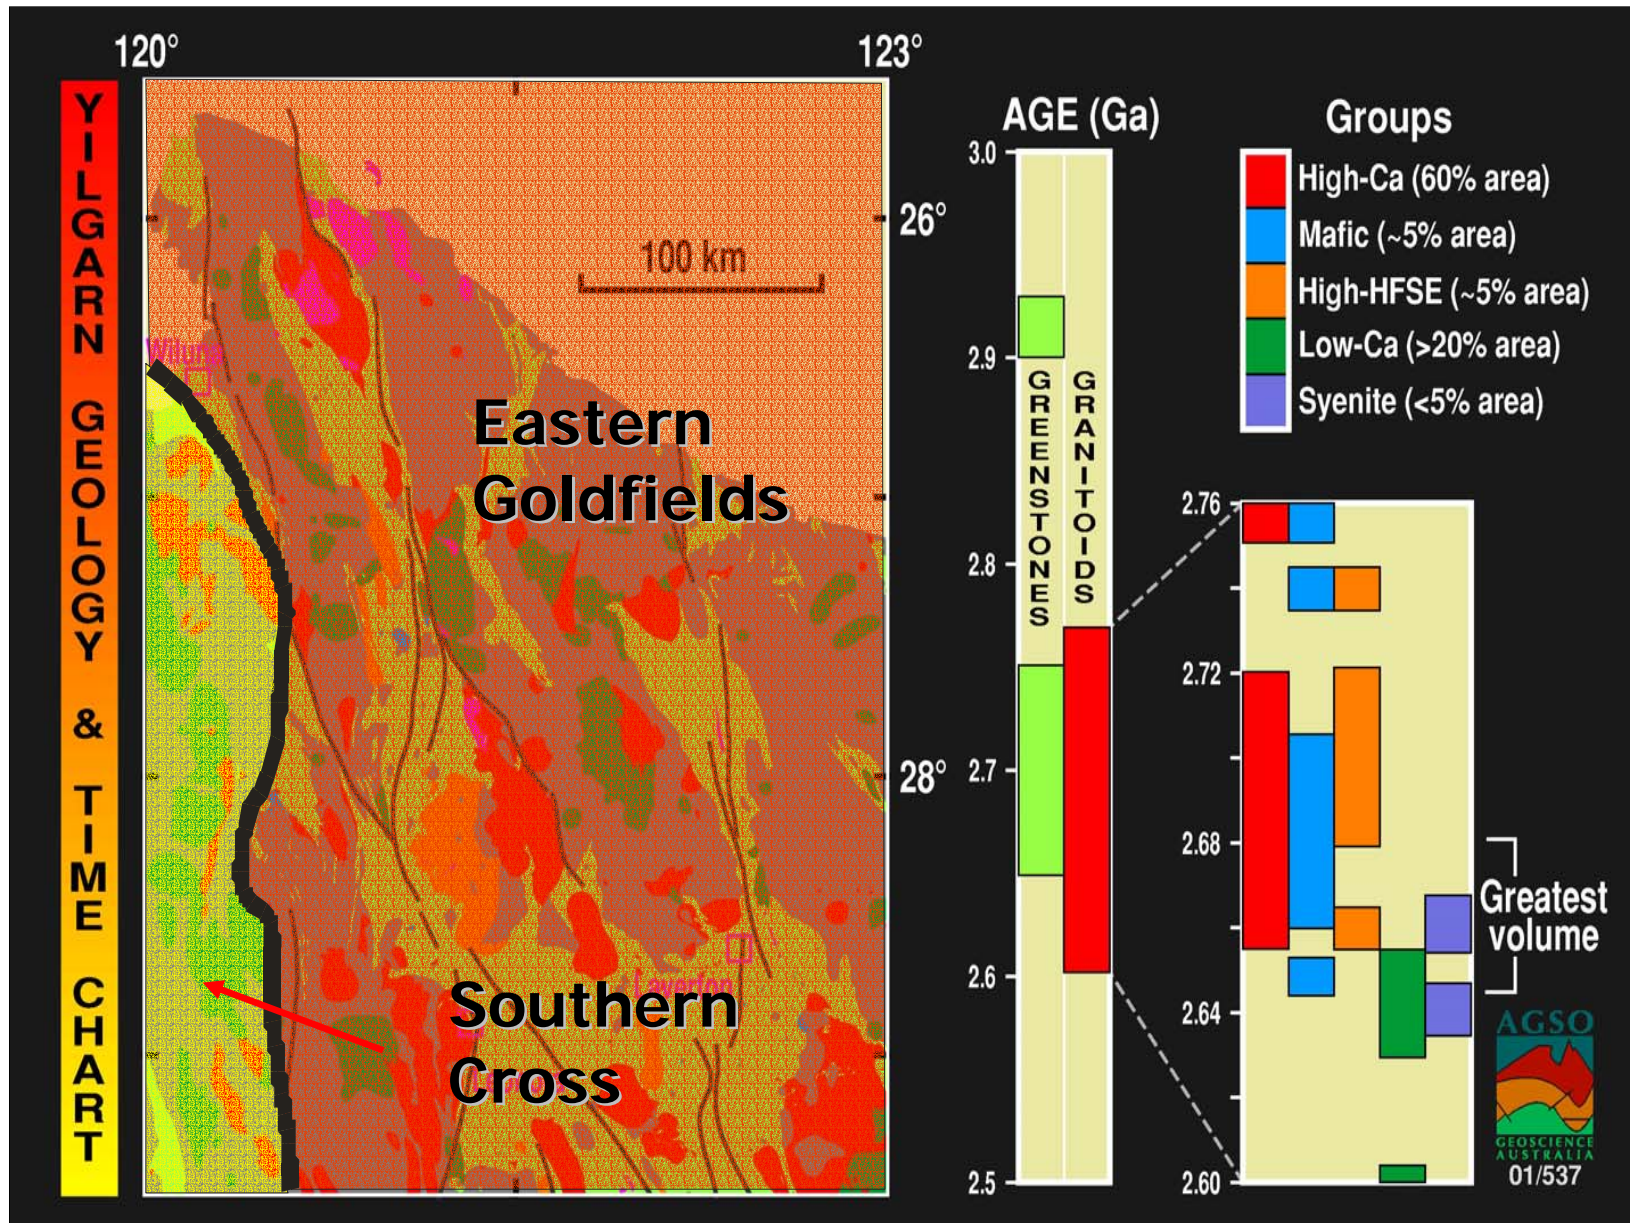 120°
123°
YILGARN GEOLOGY & TIME CHART
26°
100 km
Wiluna
Eastern
Goldfields
28°
Laverton
Southern
Cross
AGE (Ga)
3.0
2.9
2.8
2.7
2.6
2.5
GREENSTONES
GRANITOIDS
Groups
High-Ca (60% area)
Mafic (~5% area)
High-HFSE (~5% area)
Low-Ca (>20% area)
Syenite (<5% area)
2.76
2.72
2.68
2.64
2.60
Greatest
volume
AGSO
GEOSCIENCE
AUSTRALIA
01/537